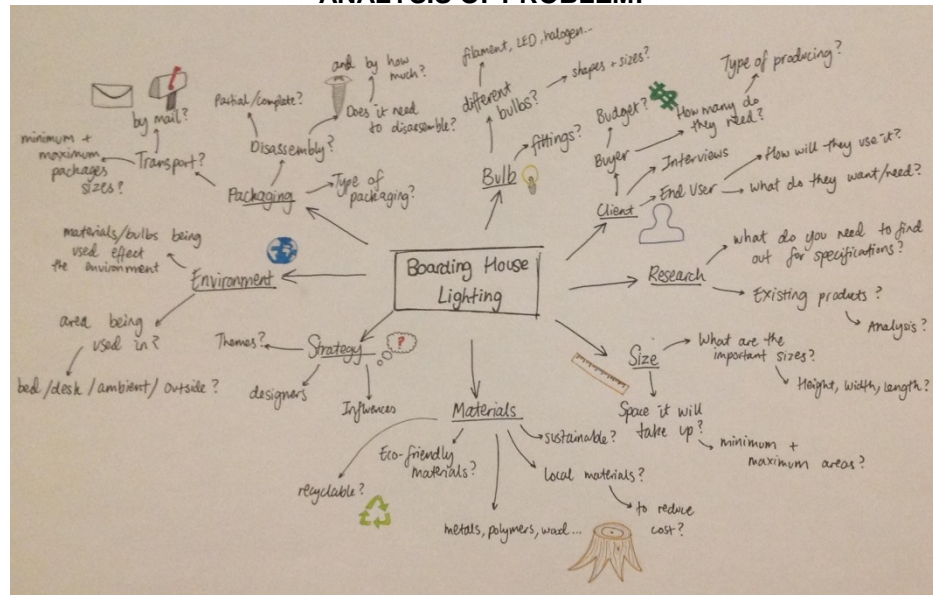 ANALYSIS OF PROBLEM:
Boarding House
Lighting
Packaging
Transport?
by mail?
minimum +
maximum
packages
sizes?
Disassembly?
Partial/complete?
Does it need
to disassemble?
and by how
much?
Type of
packaging?
Bulb
different
bulbs?
filament, LED, halogen...
shapes + sizes?
fittings?
Client
Buyer
Budget?
How many do
they need?
Type of producing?
Interviews
End User
How will they use it?
What do they want/need?
Research
what do you need to find
out for specifications?
Existing products?
Analysis?
Size
What are the
important sizes?
Height, width, length?
Space it will
take up?
minimum +
maximum areas?
Materials
sustainable?
Local materials?
to reduce
cost?
metals, polymers, wood...
Eco-friendly
materials?
recyclable?
Strategy
?
Themes?
designers
Influences
Environment
materials/bulbs being
used effect
the environment
area being
used in?
bed/desk/ambient/outside?